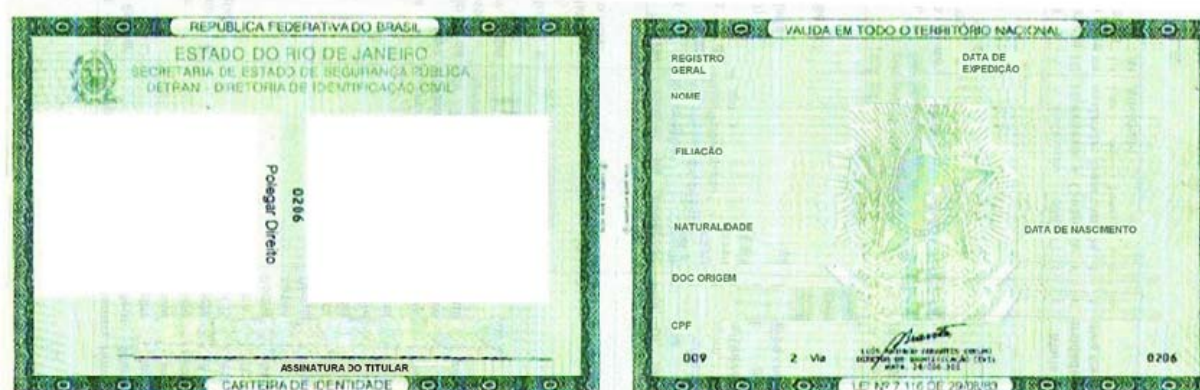 REPÚBLICA FEDERATIVA DO BRASIL
ESTADO DO RIO DE JANEIRO
SECRETARIA DE ESTADO DE SEGURANÇA PÚBLICA
DETRAN - DIRETORIA DE IDENTIFICAÇÃO CIVIL
0206
Polegar Direito
ASSINATURA DO TITULAR
CARTEIRA DE IDENTIDADE
VALIDA EM TODO O TERRITÓRIO NACIONAL
REGISTRO GERAL
DATA DE EXPEDIÇÃO
NOME
FILIAÇÃO
NATURALIDADE
DATA DE NASCIMENTO
DOC ORIGEM
CPF
009
2 Via
0206
LEI Nº 7.116 DE 29/08/83